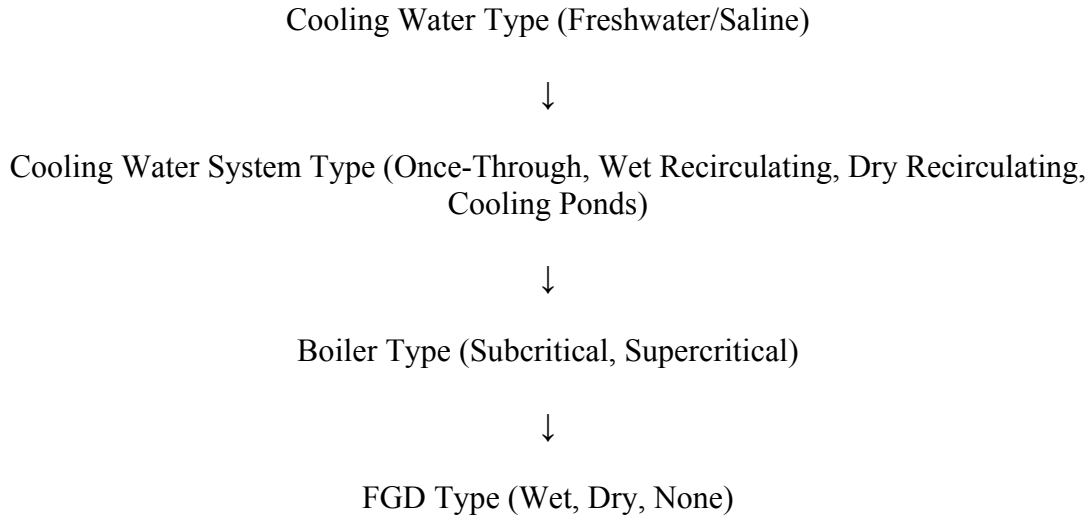 Cooling Water Type (Freshwater/Saline)
↓
Cooling Water System Type (Once-Through, Wet Recirculating, Dry Recirculating,
Cooling Ponds)
↓
Boiler Type (Subcritical, Supercritical)
↓
FGD Type (Wet, Dry, None)